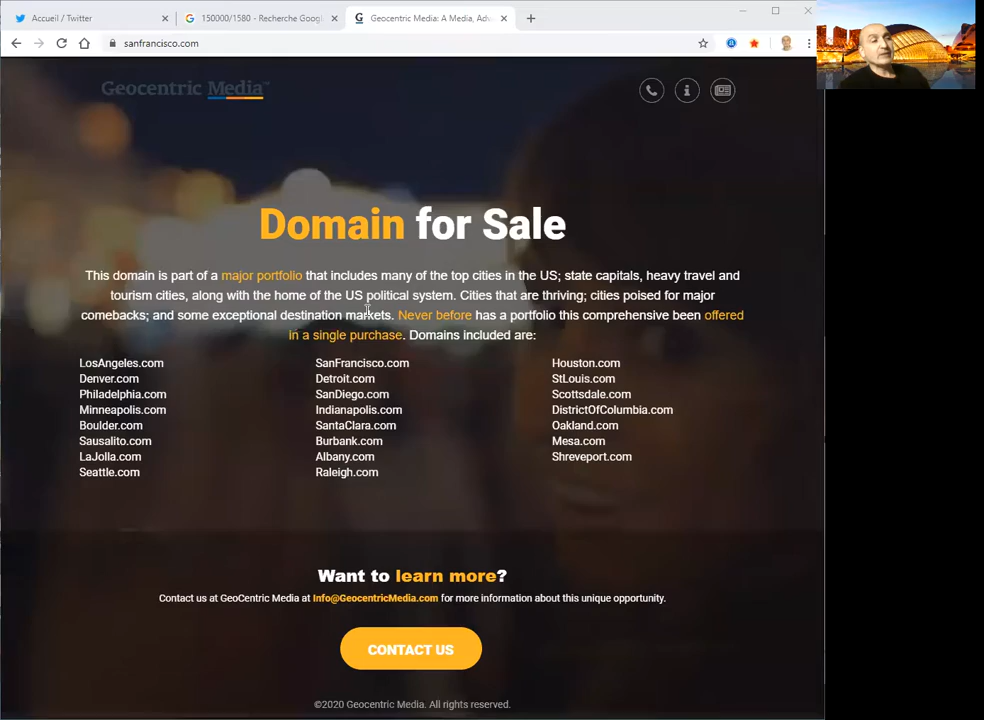 Accueil / Twitter
150000/1580 - Recherche Googl
Geocentric Media: A Media, Adv
sanfrancisco.com
Geocentric Media™
Domain for Sale
This domain is part of a major portfolio that includes many of the top cities in the US; state capitals, heavy travel and
tourism cities, along with the home of the US political system. Cities that are thriving; cities poised for major
comebacks; and some exceptional destination markets. Never before has a portfolio this comprehensive been offered
in a single purchase. Domains included are:
LosAngeles.com
Denver.com
Philadelphia.com
Minneapolis.com
Boulder.com
Sausalito.com
LaJolla.com
Seattle.com
SanFrancisco.com
Detroit.com
SanDiego.com
Indianapolis.com
SantaClara.com
Burbank.com
Albany.com
Raleigh.com
Houston.com
StLouis.com
Scottsdale.com
DistrictOfColumbia.com
Oakland.com
Mesa.com
Shreveport.com
Want to learn more?
Contact us at GeoCentric Media at Info@GeocentricMedia.com for more information about this unique opportunity.
CONTACT US
©2020 Geocentric Media. All rights reserved.